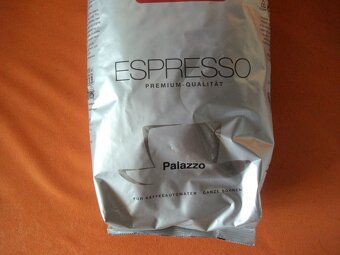 ESPRESSO
PREMIUM-QUALITÄT
Palazzo
FÜR KAFFEEAUTOMATEN · GANZE BOHNEN